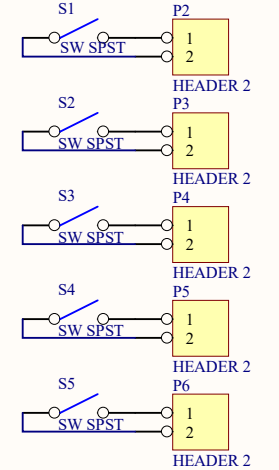 S1 P2
1
SW SPST 2
HEADER 2
S2 P3
1
SW SPST 2
HEADER 2
S3 P4
1
SW SPST 2
HEADER 2
S4 P5
1
SW SPST 2
HEADER 2
S5 P6
1
SW SPST 2
HEADER 2